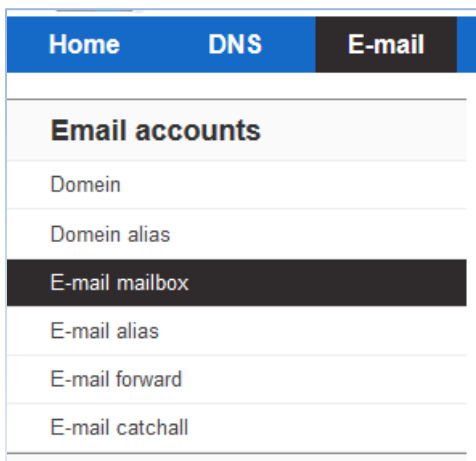 Home DNS E-mail
Email accounts
Domein
Domein alias
E-mail mailbox
E-mail alias
E-mail forward
E-mail catchall